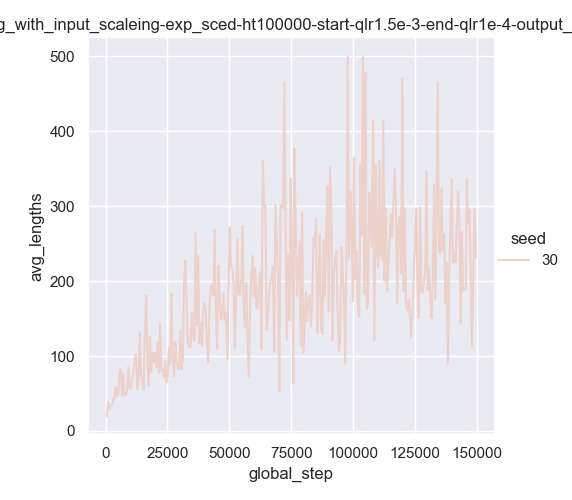 g_with_input_scaleing-exp_sced-ht100000-start-qlr1.5e-3-end-qlr1e-4-output_
500
400
300
200
100
0
avg_lengths
0 25000 50000 75000 100000 125000 150000
global_step
seed
30